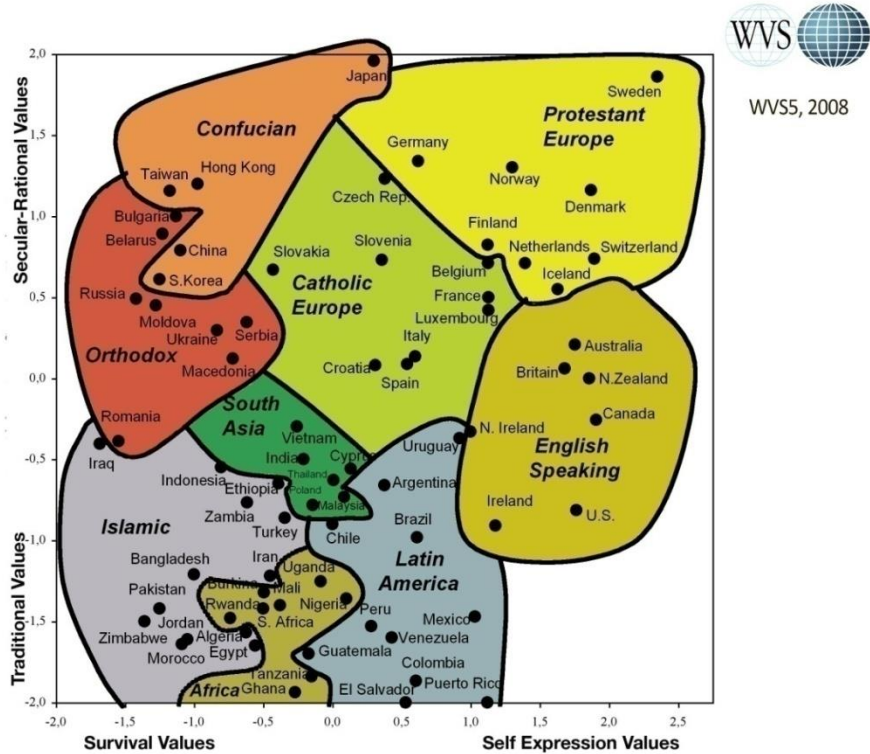 WVS
WVS5, 2008
2,0
1,5
1,0
0,5
0,0
-0,5
-1,0
-1,5
-2,0
Secular-Rational Values
Traditional Values
Japan
Sweden
Confucian
Protestant
Europe
Germany
Hong Kong
Taiwan
Norway
Czech Rep.
Denmark
Bulgaria
Finland
Belarus
China
Slovakia
Slovenia
Netherlands
Switzerland
Belgium
Iceland
S.Korea
Catholic
Europe
Russia
France
Luxembourg
Moldova
Ukraine
Serbia
Italy
Australia
Orthodox
Macedonia
Croatia
Spain
Britain
N.Zealand
South
Asia
Romania
Vietnam
Canada
Uruguay
N. Ireland
English
Speaking
Iraq
India
Cyprus
Indonesia
Thailand
Ethiopia
Poland
Malaysia
Argentina
Zambia
Ireland
U.S.
Islamic
Turkey
Chile
Brazil
Iran
Latin
America
Bangladesh
Uganda
Pakistan
Burkina
Mali
Rwanda
Nigeria
Peru
Mexico
Jordan
S. Africa
Zimbabwe
Algeria
Venezuela
Morocco
Egypt
Guatemala
Tanzania
Colombia
Africa
Ghana
El Salvador
Puerto Rico
-2,0 -1,5 -1,0 -0,5 0,0 0,5 1,0 1,5 2,0 2,5
Survival Values Self Expression Values